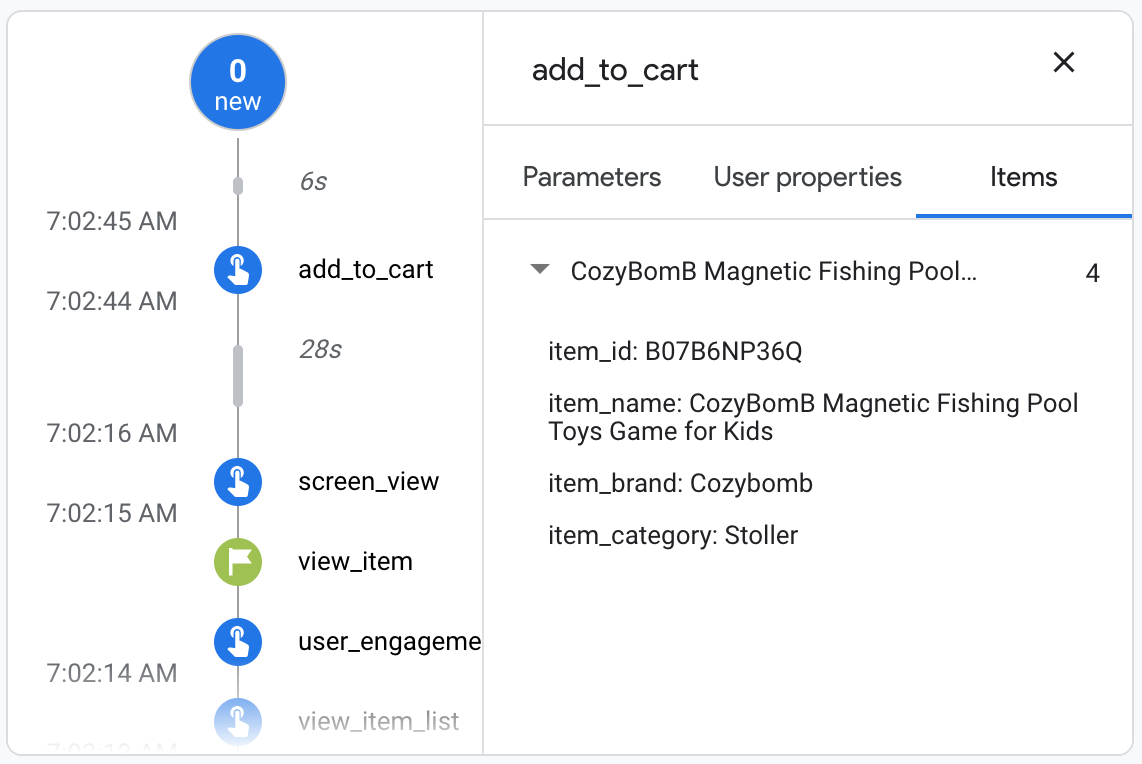 0
new
6s
7:02:45 AM
add_to_cart
7:02:44 AM
28s
7:02:16 AM
screen_view
7:02:15 AM
view_item
user_engageme
7:02:14 AM
view_item_list
add_to_cart
Parameters User properties Items
CozyBomB Magnetic Fishing Pool... 4
item_id: B07B6NP36Q
item_name: CozyBomB Magnetic Fishing Pool
Toys Game for Kids
item_brand: Cozybomb
item_category: Stoller